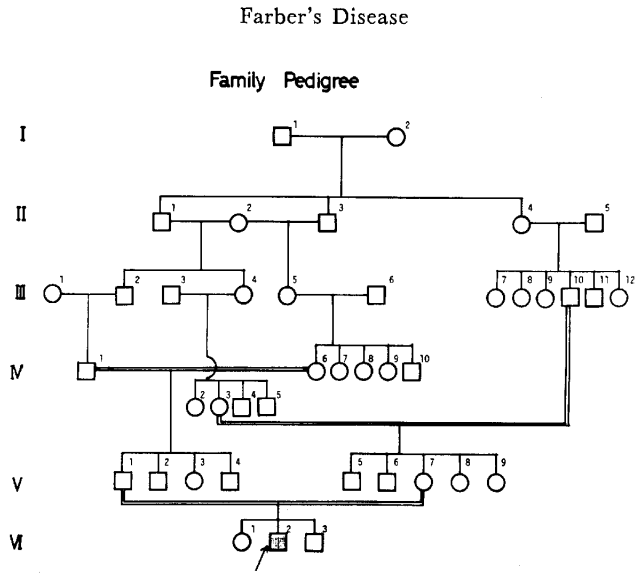 Farber's Disease
Family Pedigree
I
1 2
II
1 2 3 4 5
III
1 2 3 4 5 6 7 8 9 10 11 12
IV
1 6 7 8 9 10
2 3 4 5
V
1 2 3 4 5 6 7 8 9
VI
1 2 3